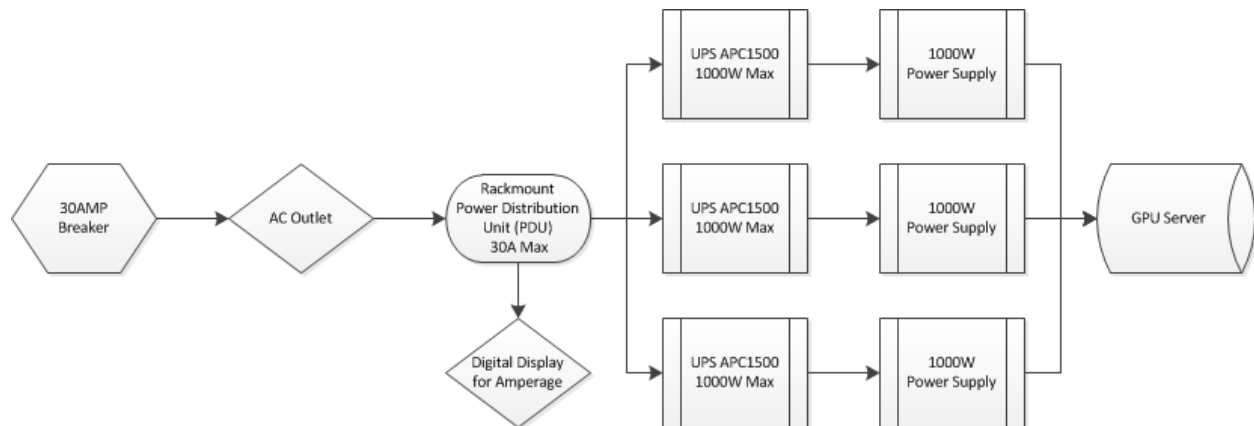 30AMP
Breaker
AC Outlet
Rackmount
Power Distribution
Unit (PDU)
30A Max
Digital Display
for Amperage
UPS APC1500
1000W Max
1000W
Power Supply
UPS APC1500
1000W Max
1000W
Power Supply
UPS APC1500
1000W Max
1000W
Power Supply
GPU Server